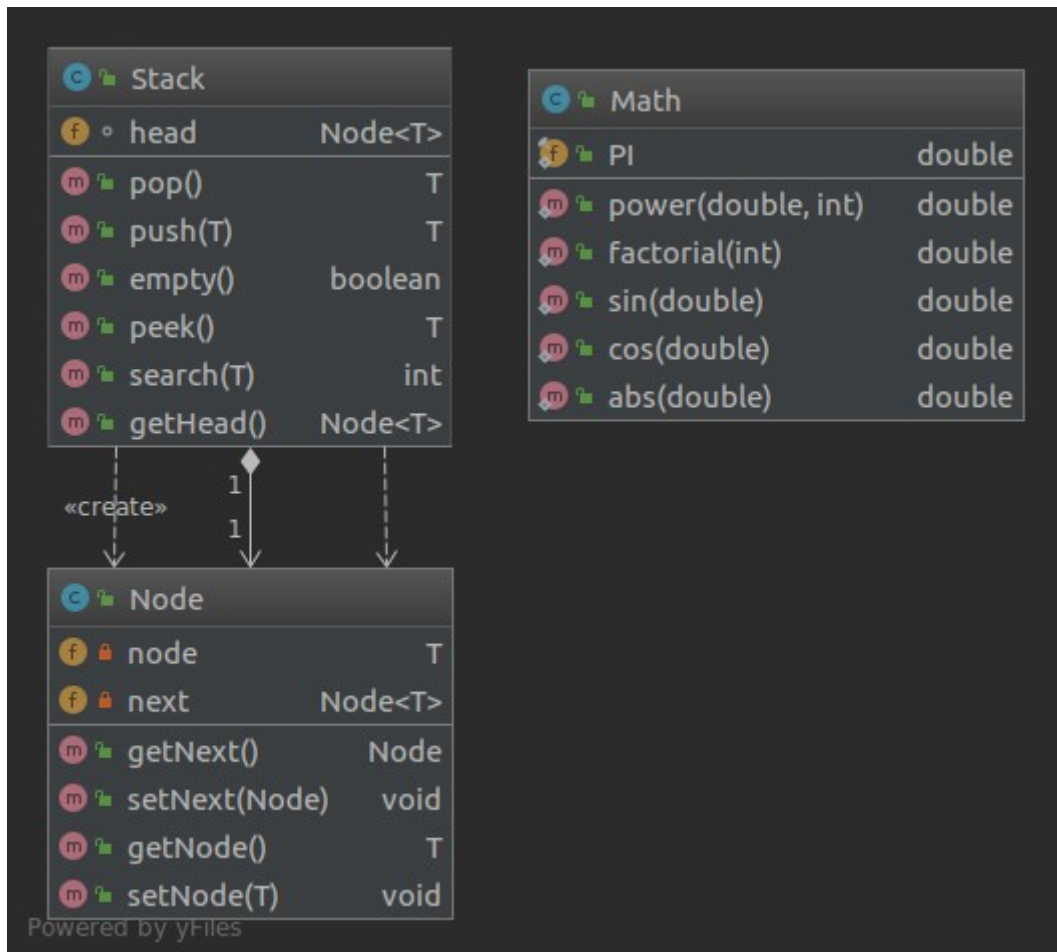 Stack
head Node<T>
pop() T
push(T) T
empty() boolean
peek() T
search(T) int
getHead() Node<T>
«create»
1
1
Node
node T
next Node<T>
getNext() Node
setNext(Node) void
getNode() T
setNode(T) void
Powered by yFiles
Math
PI double
power(double, int) double
factorial(int) double
sin(double) double
cos(double) double
abs(double) double